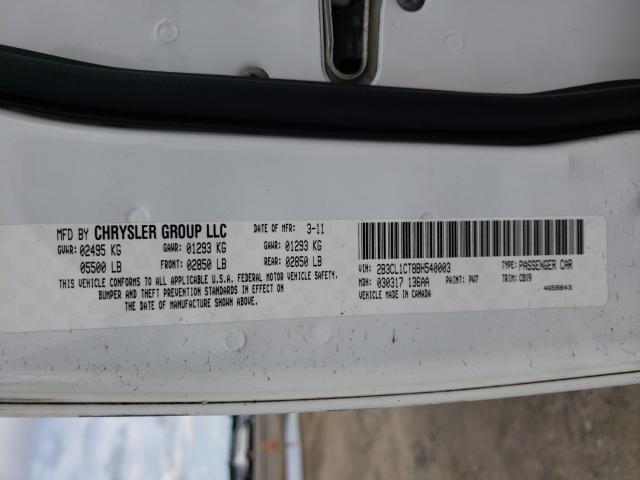 MFD BY CHRYSLER GROUP LLC DATE OF MFR: 3-11
GVWR: 02495 KG GAWR: 01293 KG GAWR: 01293 KG
05500 LB FRONT: 02850 LB REAR: 02850 LB
THIS VEHICLE CONFORMS TO ALL APPLICABLE U.S.A. FEDERAL MOTOR VEHICLE SAFETY,
BUMPER AND THEFT PREVENTION STANDARDS IN EFFECT ON
THE DATE OF MANUFACTURE SHOWN ABOVE.
VIN: 2B3CL1CT8BH540003 TYPE: PASSENGER CAR
MDH: 030317 136AA PAINT: PW7 TRIM: CBX9
MADE IN CANADA 4658843